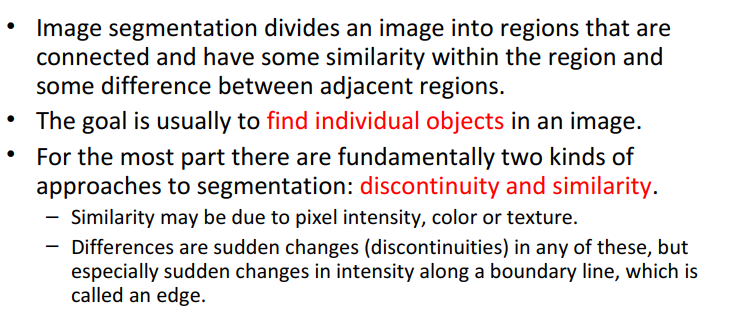 • Image segmentation divides an image into regions that are
connected and have some similarity within the region and
some difference between adjacent regions.
• The goal is usually to find individual objects in an image.
• For the most part there are fundamentally two kinds of
approaches to segmentation: discontinuity and similarity.
– Similarity may be due to pixel intensity, color or texture.
– Differences are sudden changes (discontinuities) in any of these, but
especially sudden changes in intensity along a boundary line, which is
called an edge.